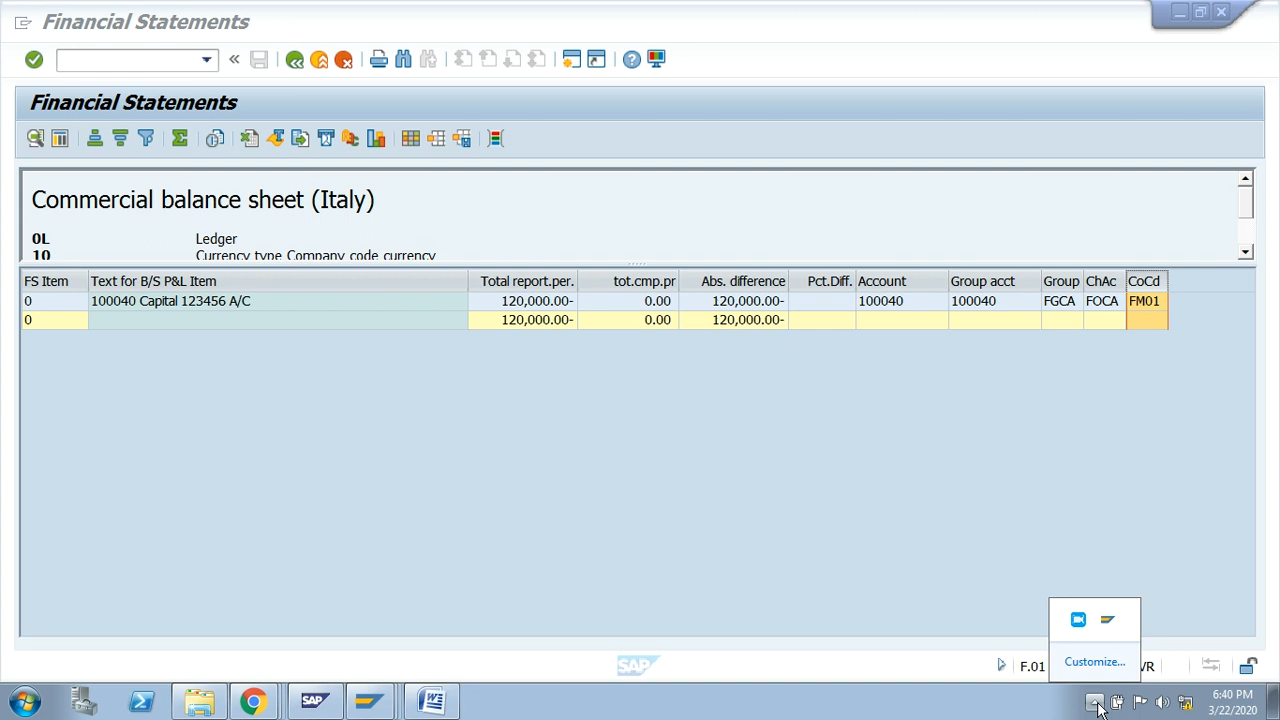 Financial Statements
Financial Statements
Commercial balance sheet (Italy)
0L Ledger
10 Currency type Company code currency
FS Item Text for B/S P&L Item Total report.per. tot.cmp.pr Abs. difference Pct.Diff. Account Group acct Group ChAc CoCd
0 100040 Capital 123456 A/C 120,000.00- 0.00 120,000.00- 100040 100040 FGCA FOCA FM01
0 120,000.00- 0.00 120,000.00-
Customize...
SAP
F.01 VR
SAP
6:40 PM
3/22/2020